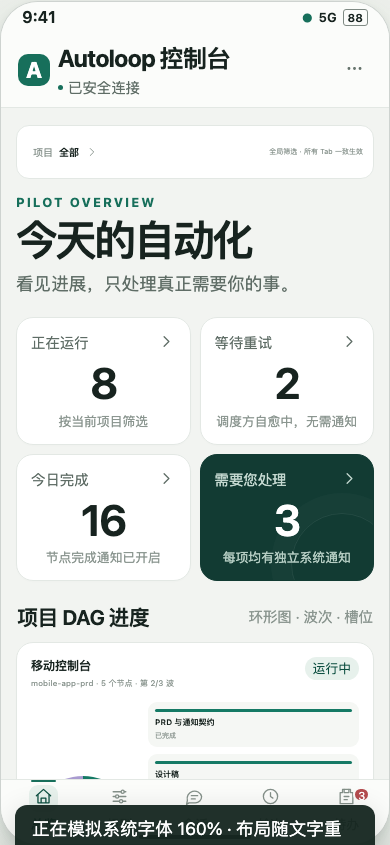 9:41
5G 88
A
Autoloop 控制台
已安全连接
项目 全部
全局筛选 · 所有 Tab 一致生效
PILOT OVERVIEW
今天的自动化
看见进展，只处理真正需要你的事。
正在运行
8
按当前项目筛选
等待重试
2
调度方自愈中，无需通知
今日完成
16
节点完成通知已开启
需要您处理
3
每项均有独立系统通知
项目 DAG 进度
环形图 · 波次 · 槽位
移动控制台
运行中
mobile-app-prd · 5 个节点 · 第 2/3 波
PRD 与通知契约
已完成
设计稿
3
正在模拟系统字体 160% · 布局随文字重